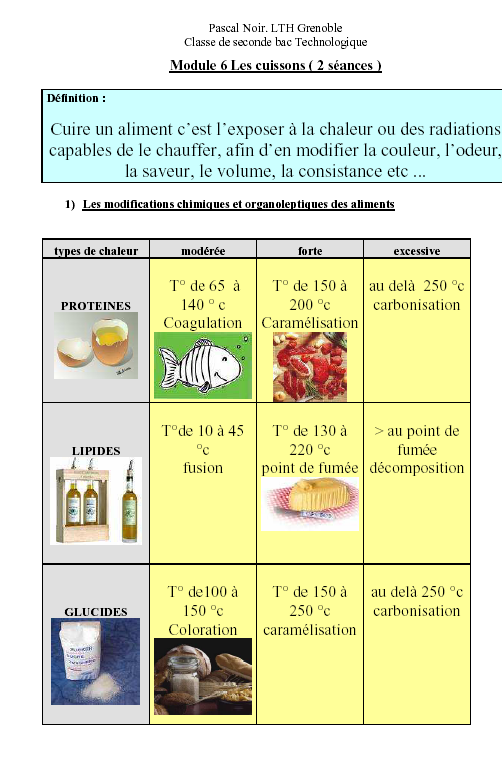 Pascal Noir. LTH Grenoble
Classe de seconde bac Technologique
Module 6 Les cuissons ( 2 séances )
Définition :
Cuire un aliment c’est l’exposer à la chaleur ou des radiations
capables de le chauffer, afin d’en modifier la couleur, l’odeur,
la saveur, le volume, la consistance etc ...
1) Les modifications chimiques et organoleptiques des aliments
types de chaleur modérée forte excessive
PROTEINES
T° de 65 à
140 ° c
Coagulation
T° de 150 à
200 °c
Caramélisation
au delà 250 °c
carbonisation
LIPIDES
T°de 10 à 45
°c
fusion
T° de 130 à
220 °c
point de fumée
> au point de
fumée
décomposition
GLUCIDES
T° de100 à
150 °c
Coloration
T° de 150 à
250 °c
caramélisation
au delà 250 °c
carbonisation